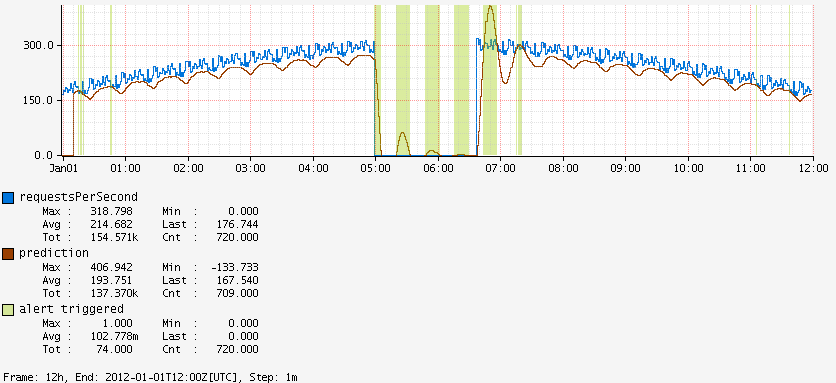 300.0
150.0
0.0
Jan01 01:00 02:00 03:00 04:00 05:00 06:00 07:00 08:00 09:00 10:00 11:00 12:00
requestsPerSecond
Max : 318.798 Min : 0.000
Avg : 214.682 Last : 176.744
Tot : 154.571k Cnt : 720.000
prediction
Max : 406.942 Min : -133.733
Avg : 193.751 Last : 167.540
Tot : 137.370k Cnt : 709.000
alert triggered
Max : 1.000 Min : 0.000
Avg : 102.778m Last : 0.000
Tot : 74.000 Cnt : 720.000
Frame: 12h, End: 2012-01-01T12:00Z[UTC], Step: 1m